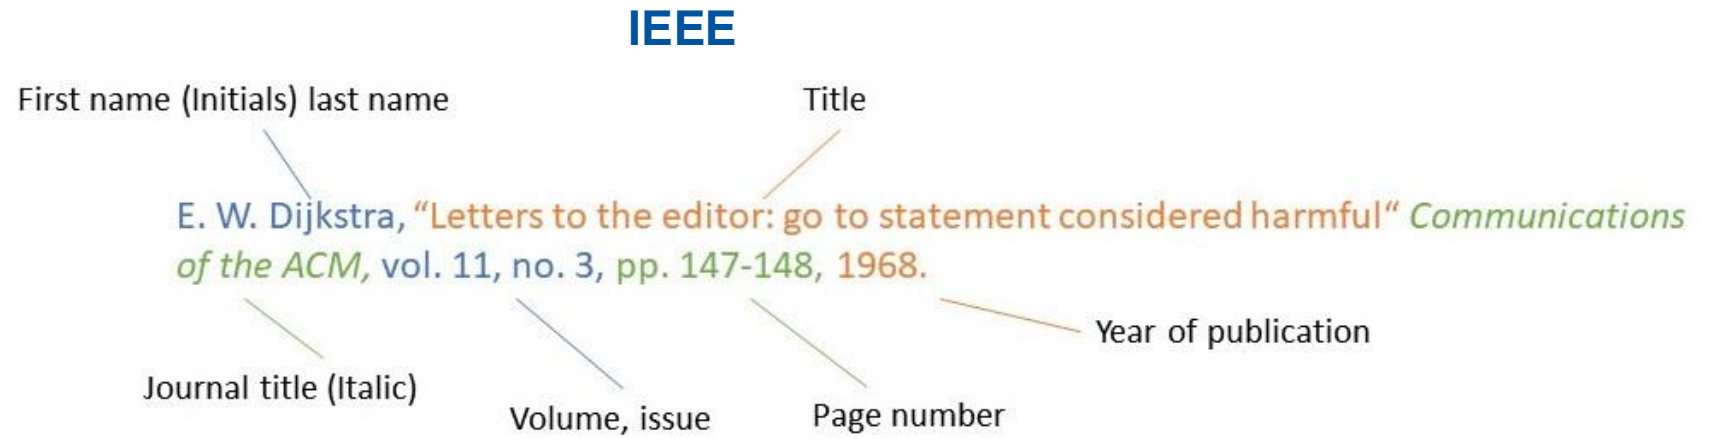 IEEE
First name (Initials) last name
Title
E. W. Dijkstra, “Letters to the editor: go to statement considered harmful“ Communications
of the ACM, vol. 11, no. 3, pp. 147-148, 1968.
Year of publication
Journal title (Italic)
Volume, issue
Page number